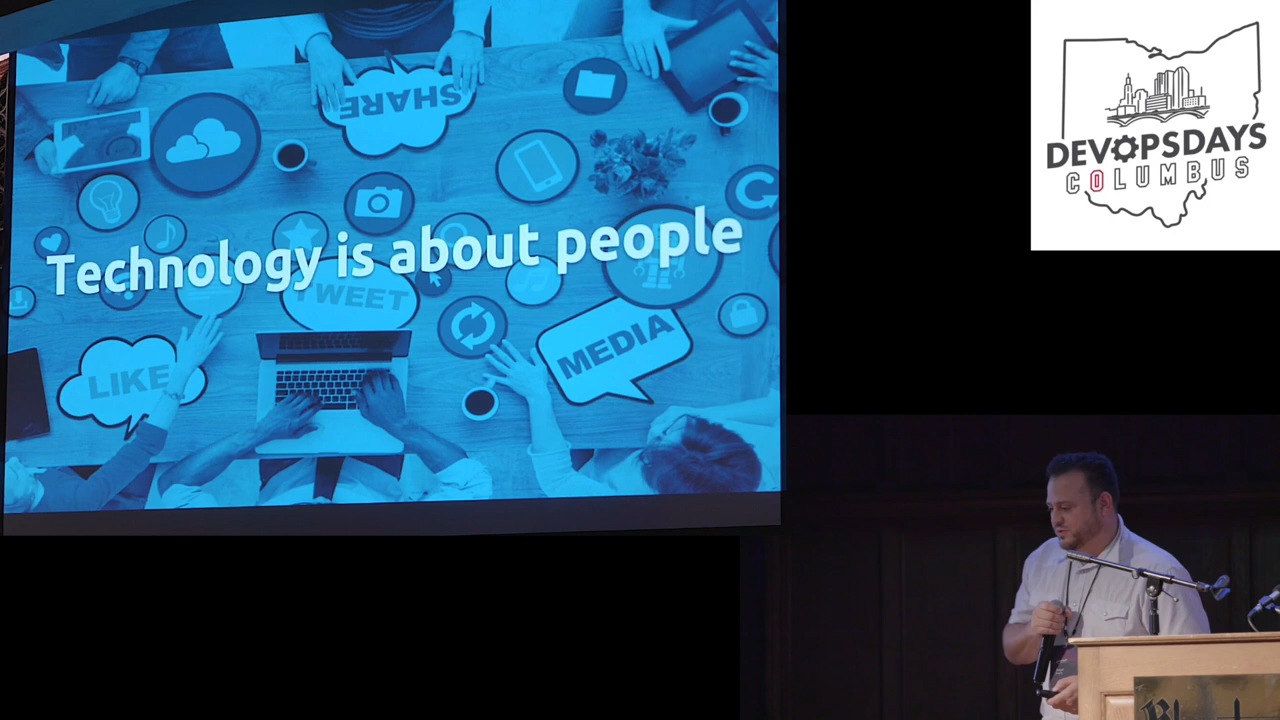 SHARE
Technology is about people
TWEET
LIKE
MEDIA
DEVOPSDAYS
COLUMBUS